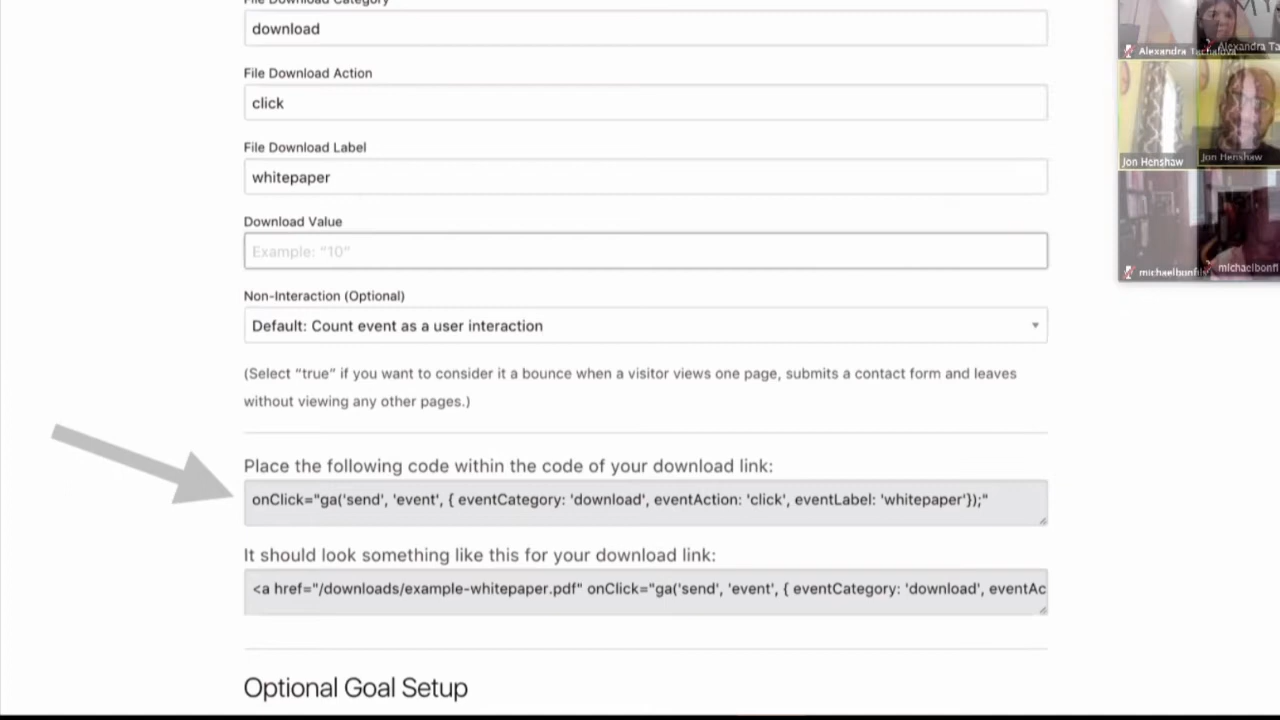 File Download Category
download
File Download Action
click
File Download Label
whitepaper
Download Value
Example: "10"
Non-Interaction (Optional)
Default: Count event as a user interaction
(Select "true" if you want to consider it a bounce when a visitor views one page, submits a contact form and leaves
without viewing any other pages.)
Place the following code within the code of your download link:
onClick="ga('send', 'event', { eventCategory: 'download', eventAction: 'click', eventLabel: 'whitepaper'});"
It should look something like this for your download link:
<a href="/downloads/example-whitepaper.pdf" onClick="ga('send', 'event', { eventCategory: 'download', eventAc
Optional Goal Setup
MY
Alexandra
Alexandra Ta
Jon Henshaw
Jon Henshaw
michaelbonfil
michaelbonfi